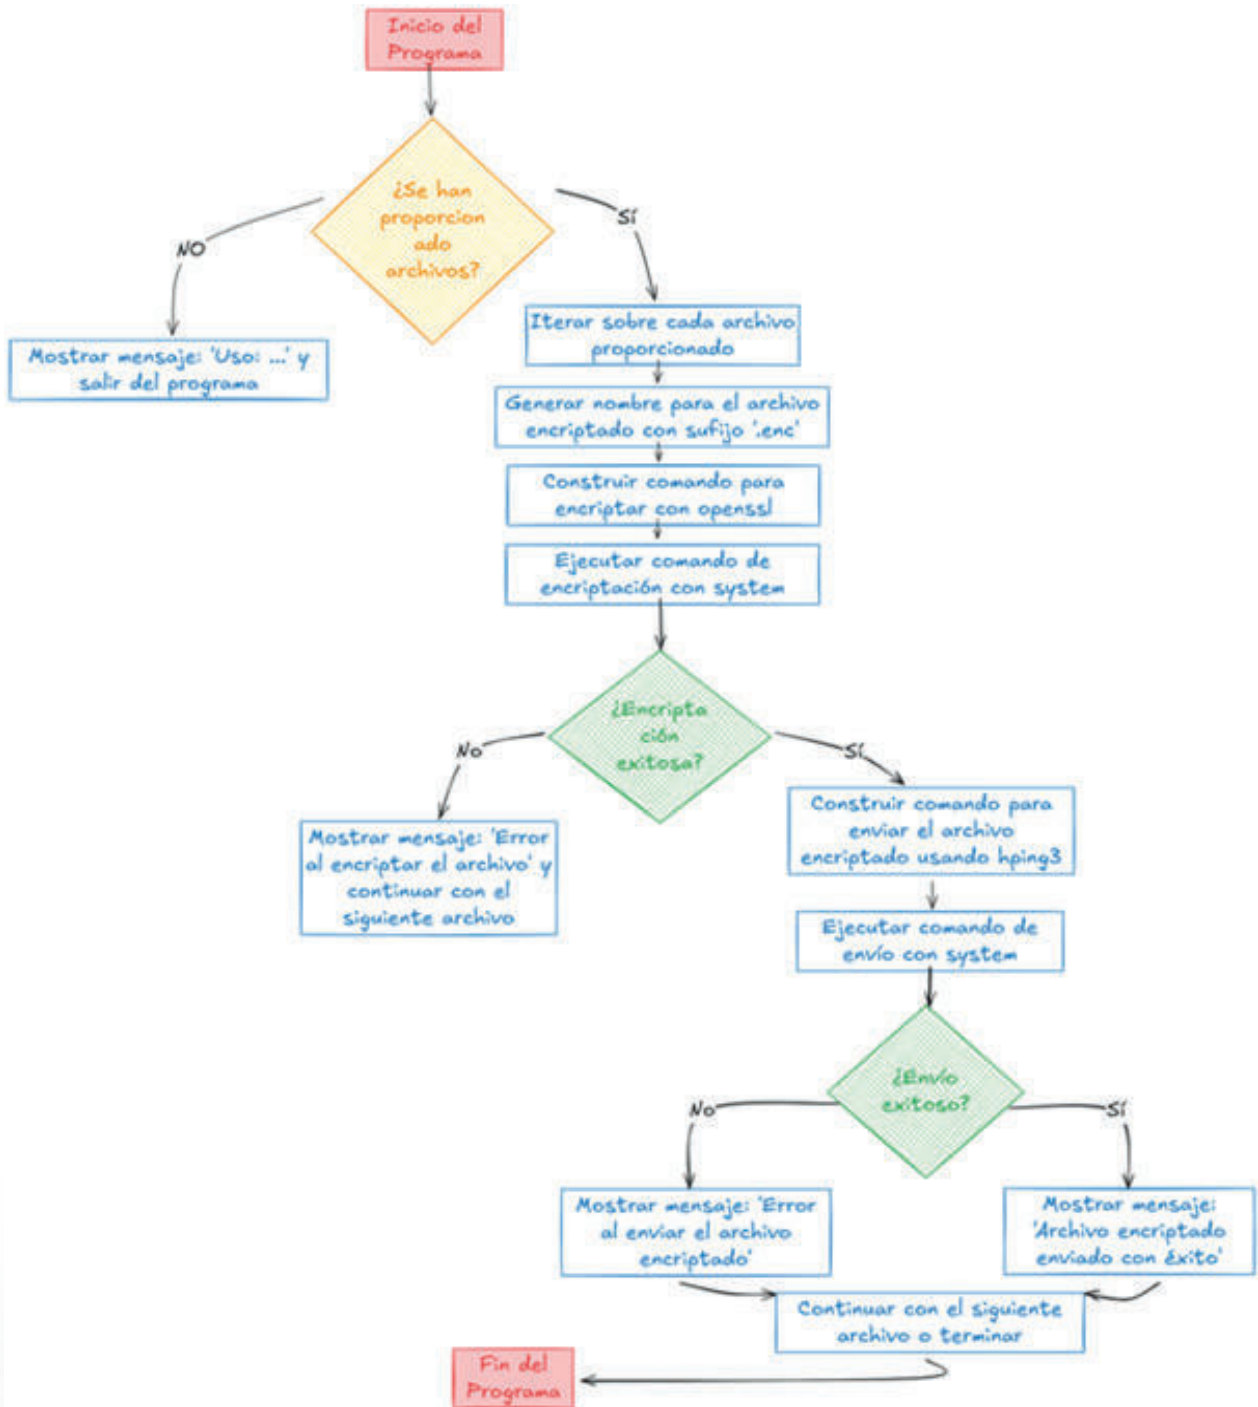 Inicio del
Programa
¿Se han
proporcion
ado
archivos?
NO
Sí
Mostrar mensaje: 'Uso: ...' y
salir del programa
Iterar sobre cada archivo
proporcionado
Generar nombre para el archivo
encriptado con sufijo '.enc'
Construir comando para
encriptar con openssl
Ejecutar comando de
encriptación con system
¿Encripta
ción
exitosa?
No
Sí
Mostrar mensaje: 'Error
al encriptar el archivo' y
continuar con el
siguiente archivo
Construir comando para
enviar el archivo
encriptado usando hping3
Ejecutar comando de
envío con system
¿Envío
exitoso?
No
Sí
Mostrar mensaje: 'Error
al enviar el archivo
encriptado'
Mostrar mensaje:
'Archivo encriptado
enviado con éxito'
Continuar con el siguiente
archivo o terminar
Fin del
Programa